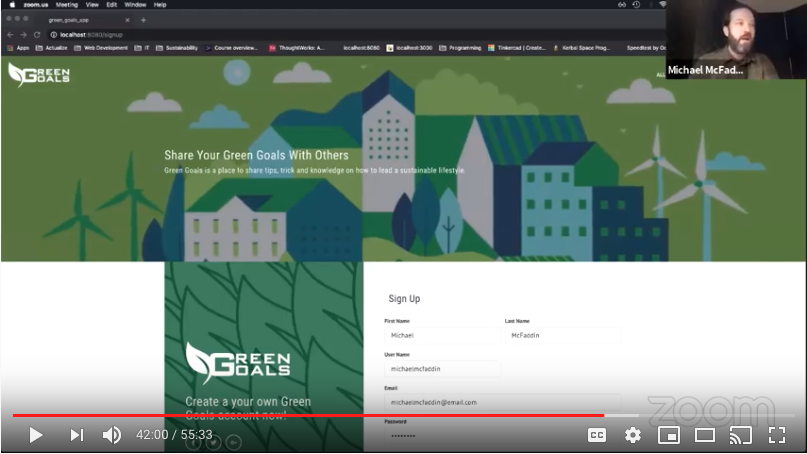 zoom.us Meeting View Edit Window Help
green_goals_app
localhost:8080/signup
Apps Actualize Web Development IT Sustainability Course overview... ThoughtWorks: A... localhost:8080 localhost:3000 Programming Tinkercad | Create... Kerbal Space Prog... Speedtest by Oo
Michael McFad...
GREEN
GOALS
Share Your Green Goals With Others
Green Goals is a place to share tips, trick and knowledge on how to lead a sustainable lifestyle.
Sign Up
First Name
Last Name
Michael
McFaddin
User Name
michaelmcfaddin
Email
michaelmcfaddin@email.com
Password
••••••••
GREEN
GOALS
Create a your own Green
Goals account now!
zoom
42:00 / 55:33
CC